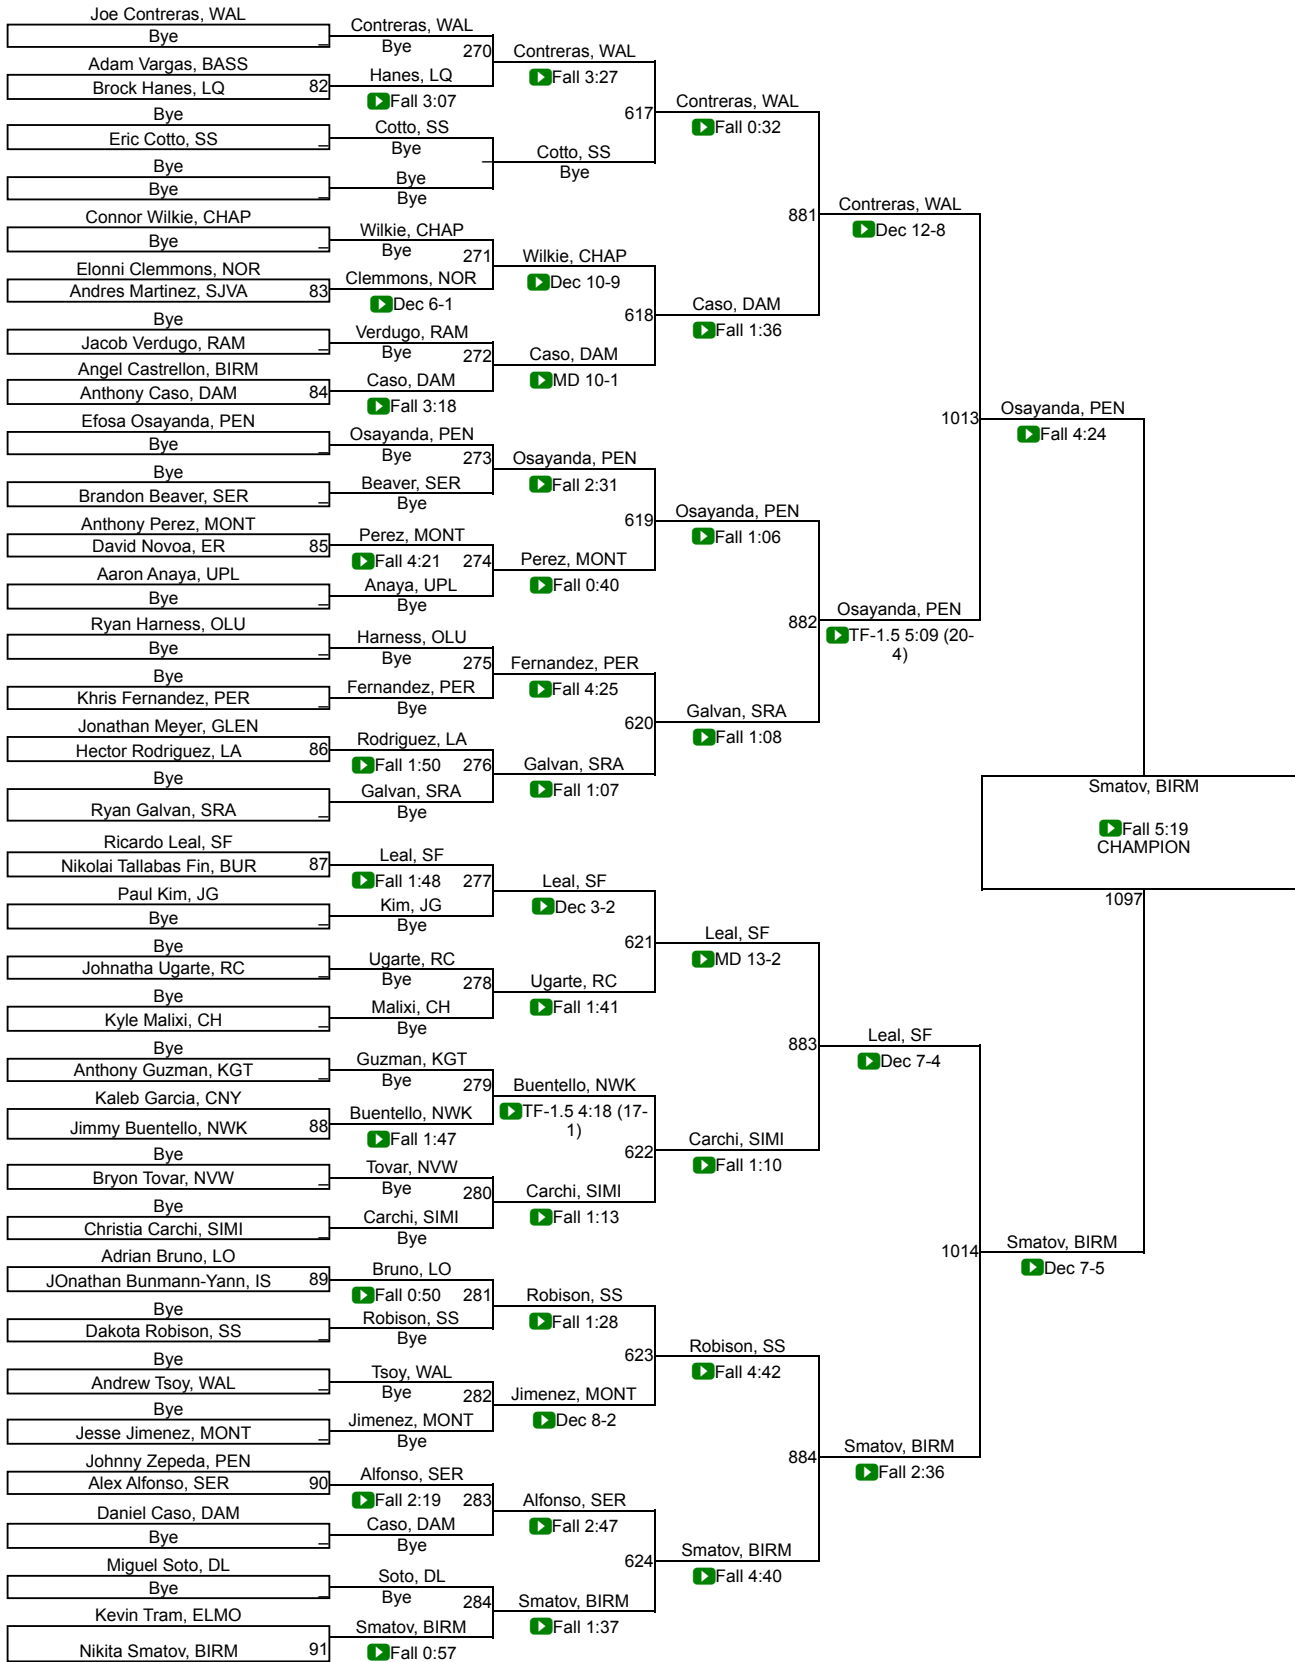 Joe Contreras, WAL
Bye _
Adam Vargas, BASS
Brock Hanes, LQ 82
Bye
Eric Cotto, SS _
Bye
Bye _
Connor Wilkie, CHAP
Bye _
Elonni Clemmons, NOR
Andres Martinez, SJVA 83
Bye
Jacob Verdugo, RAM _
Angel Castrellon, BIRM
Anthony Caso, DAM 84
Efosa Osayanda, PEN
Bye _
Bye
Brandon Beaver, SER _
Anthony Perez, MONT
David Novoa, ER 85
Aaron Anaya, UPL
Bye _
Ryan Harness, OLU
Bye _
Bye
Khris Fernandez, PER _
Jonathan Meyer, GLEN
Hector Rodriguez, LA 86
Bye
Ryan Galvan, SRA _
Ricardo Leal, SF
Nikolai Tallabas Fin, BUR 87
Paul Kim, JG
Bye _
Bye
Johnatha Ugarte, RC _
Bye
Kyle Malixi, CH _
Bye
Anthony Guzman, KGT _
Kaleb Garcia, CNY
Jimmy Buentello, NWK 88
Bye
Bryon Tovar, NVW _
Bye
Christia Carchi, SIMI _
Adrian Bruno, LO
JOnathan Bunmann-Yann, IS 89
Bye
Dakota Robison, SS _
Bye
Andrew Tsoy, WAL _
Bye
Jesse Jimenez, MONT _
Johnny Zepeda, PEN
Alex Alfonso, SER 90
Daniel Caso, DAM
Bye _
Miguel Soto, DL
Bye _
Kevin Tram, ELMO
Nikita Smatov, BIRM 91
Contreras, WAL
Bye 270
Hanes, LQ
Fall 3:07
Cotto, SS
Bye _
Bye
Bye
Wilkie, CHAP
Bye 271
Clemmons, NOR
Dec 6-1
Verdugo, RAM
Bye 272
Caso, DAM
Fall 3:18
Osayanda, PEN
Bye 273
Beaver, SER
Bye
Perez, MONT
Fall 4:21 274
Anaya, UPL
Bye
Harness, OLU
Bye 275
Fernandez, PER
Bye
Rodriguez, LA
Fall 1:50 276
Galvan, SRA
Bye
Leal, SF
Fall 1:48 277
Kim, JG
Bye
Ugarte, RC
Bye 278
Malixi, CH
Bye
Guzman, KGT
Bye 279
Buentello, NWK
Fall 1:47
Tovar, NVW
Bye 280
Carchi, SIMI
Bye
Bruno, LO
Fall 0:50 281
Robison, SS
Bye
Tsoy, WAL
Bye 282
Jimenez, MONT
Bye
Alfonso, SER
Fall 2:19 283
Caso, DAM
Bye
Soto, DL
Bye 284
Smatov, BIRM
Fall 0:57
Contreras, WAL
Fall 3:27
617
Cotto, SS
Bye
Wilkie, CHAP
Dec 10-9
618
Caso, DAM
MD 10-1
Osayanda, PEN
Fall 2:31
619
Perez, MONT
Fall 0:40
Fernandez, PER
Fall 4:25
620
Galvan, SRA
Fall 1:07
Leal, SF
Dec 3-2
621
Ugarte, RC
Fall 1:41
Buentello, NWK
TF-1.5 4:18 (17-
1)
622
Carchi, SIMI
Fall 1:13
Robison, SS
Fall 1:28
623
Jimenez, MONT
Dec 8-2
Alfonso, SER
Fall 2:47
624
Smatov, BIRM
Fall 1:37
Contreras, WAL
Fall 0:32
881
Caso, DAM
Fall 1:36
Osayanda, PEN
Fall 1:06
882
Galvan, SRA
Fall 1:08
Leal, SF
MD 13-2
883
Carchi, SIMI
Fall 1:10
Robison, SS
Fall 4:42
884
Smatov, BIRM
Fall 4:40
Contreras, WAL
Dec 12-8
1013
Osayanda, PEN
TF-1.5 5:09 (20-
4)
Leal, SF
Dec 7-4
1014
Smatov, BIRM
Fall 2:36
Osayanda, PEN
Fall 4:24
Smatov, BIRM
Fall 5:19
CHAMPION
1097
Smatov, BIRM
Dec 7-5